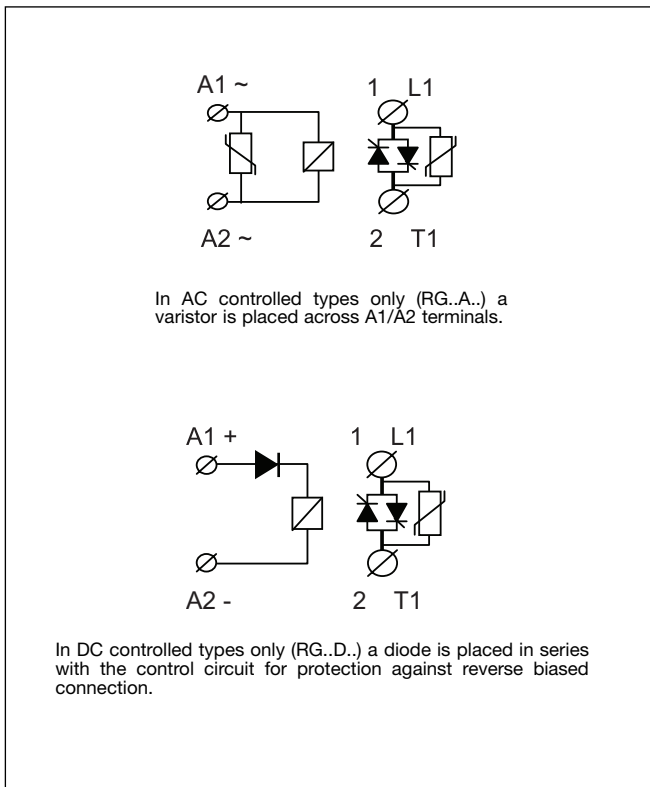 A1 ~ 1 L1
A2 ~ 2 T1
In AC controlled types only (RG..A..) a
varistor is placed across A1/A2 terminals.
A1 + 1 L1
A2 - 2 T1
In DC controlled types only (RG..D..) a diode is placed in series
with the control circuit for protection against reverse biased
connection.